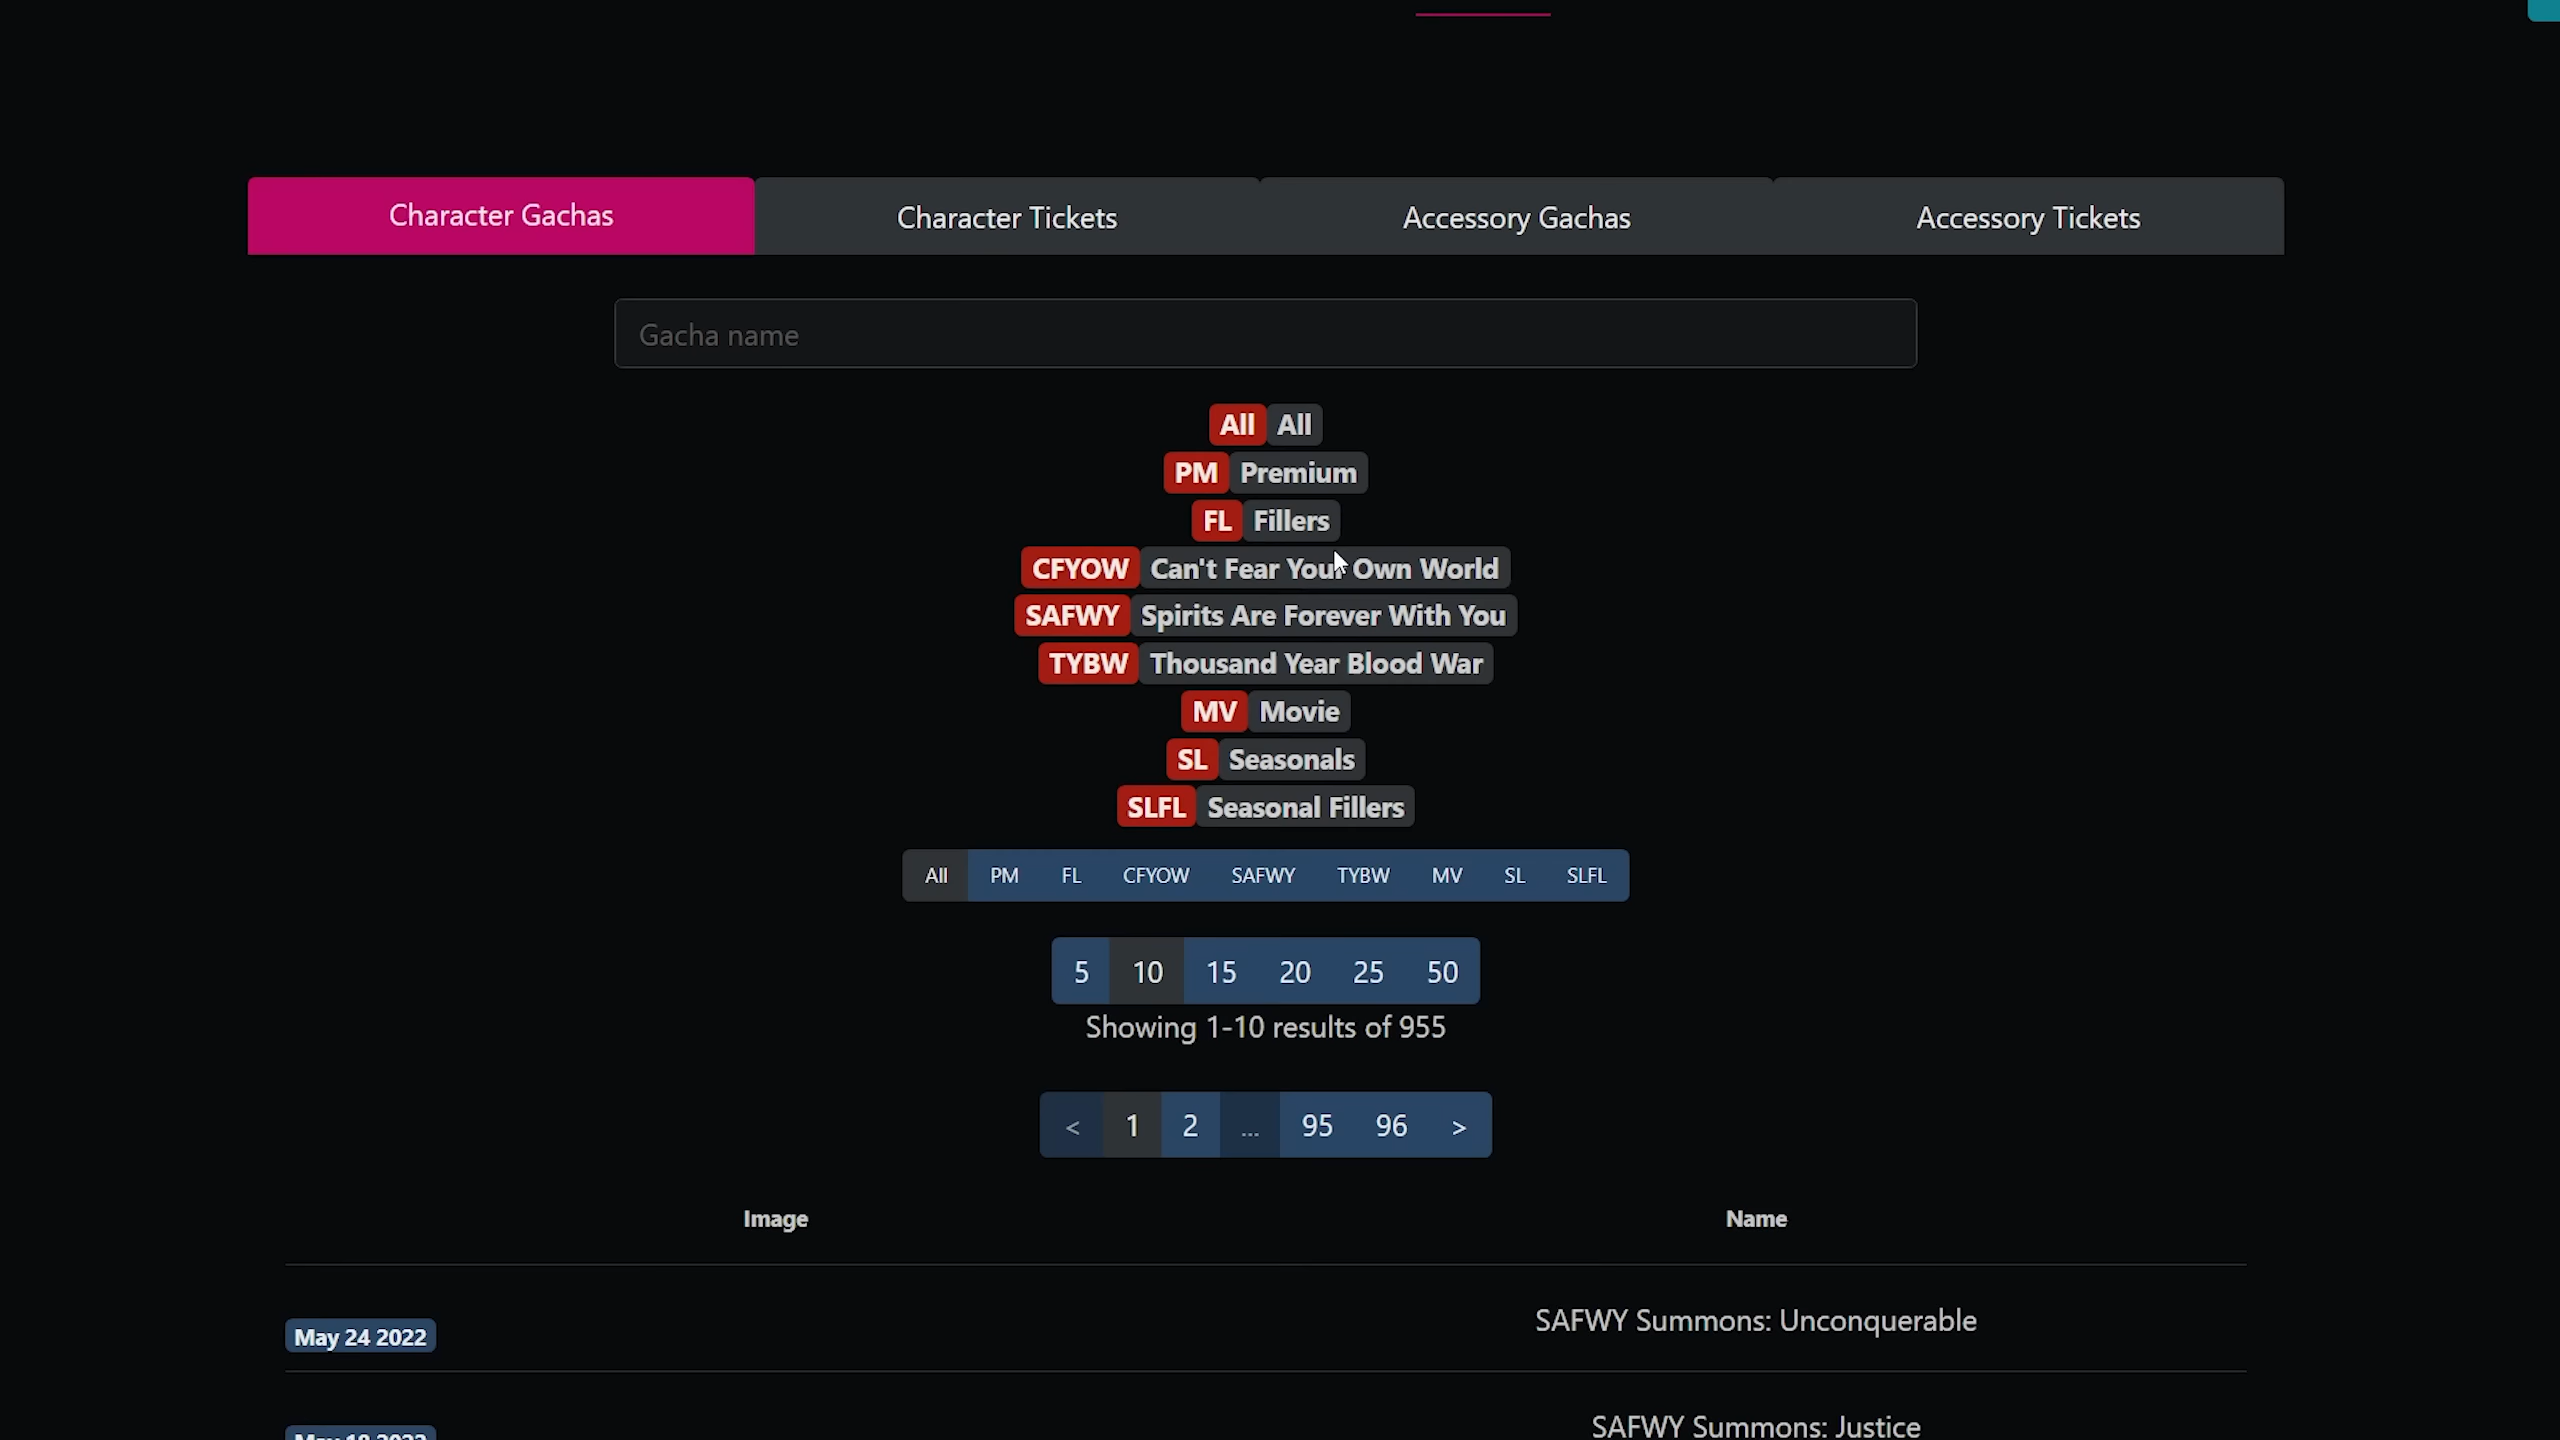 Character Gachas Character Tickets Accessory Gachas Accessory Tickets
Gacha name
All All
PM Premium
FL Fillers
CFYOW Can't Fear Your Own World
SAFWY Spirits Are Forever With You
TYBW Thousand Year Blood War
MV Movie
SL Seasonals
SLFL Seasonal Fillers
All PM FL CFYOW SAFWY TYBW MV SL SLFL
5 10 15 20 25 50
Showing 1-10 results of 955
< 1 2 ... 95 96 >
Image Name
SAFWY Summons: Unconquerable
May 24 2022
SAFWY Summons: Justice